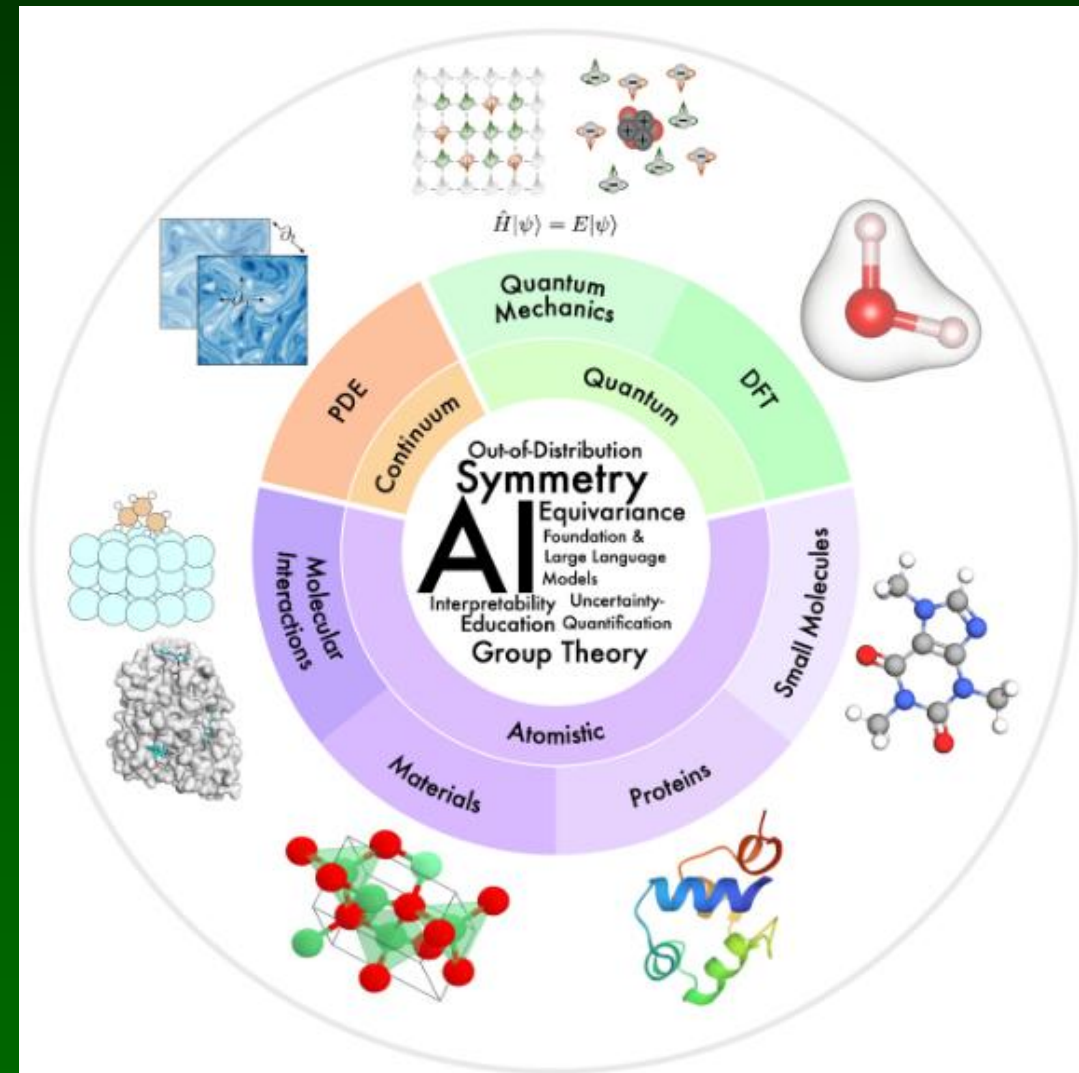 Ĥ|ψ⟩ = E|ψ⟩
∂t
Quantum
Mechanics
DFT
PDE
Continuum
Quantum
Out-of-Distribution
Symmetry
AI
Equivariance
Foundation &
Large Language
Models
Interpretability
Uncertainty-
Education
Quantification
Group Theory
Molecular
Interactions
Small Molecules
Atomistic
Materials
Proteins